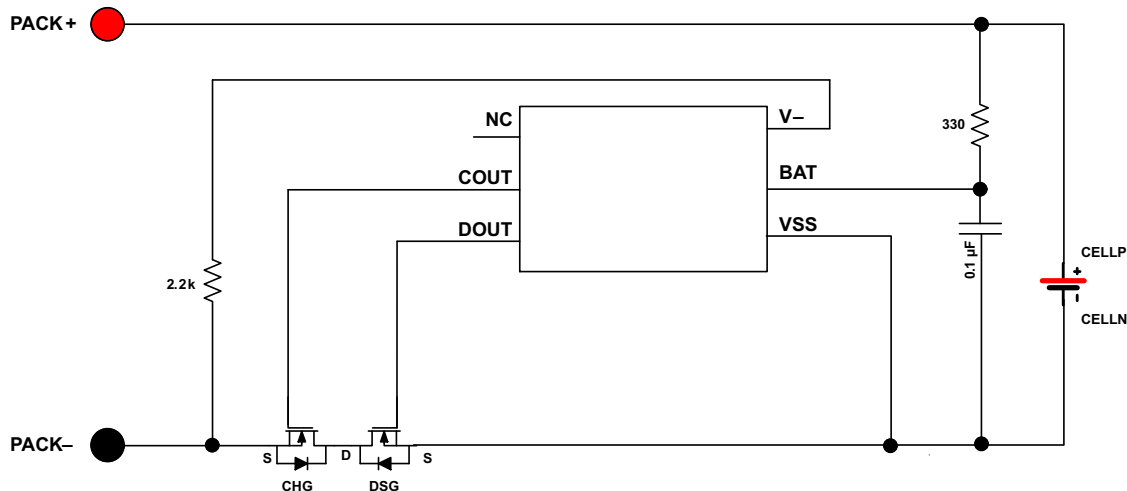 PACK+
NC
V–
330
COUT
BAT
DOUT
VSS
0.1 µF
CELLP
+
-
CELLN
2.2k
PACK–
S
D
S
CHG
DSG